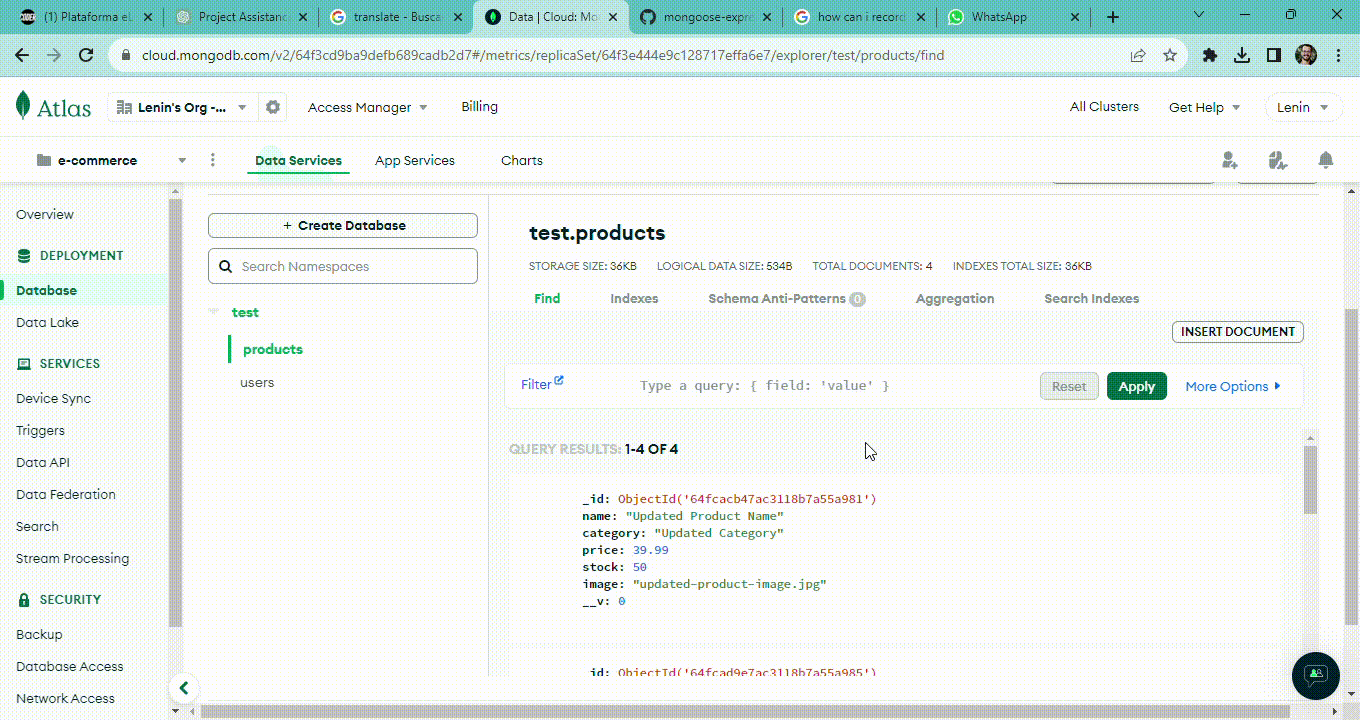 (1) Plataforma eL
Project Assistanc
translate - Busca
Data | Cloud: Mo
mongoose-expre
how can i record
WhatsApp
cloud.mongodb.com/v2/64f3cd9ba9defb689cadb2d7#/metrics/replicaSet/64f3e444e9c128717effa6e7/explorer/test/products/find
Atlas
Lenin's Org -...
Access Manager
Billing
All Clusters
Get Help
Lenin
e-commerce
Data Services
App Services
Charts
Overview
DEPLOYMENT
Database
Data Lake
SERVICES
Device Sync
Triggers
Data API
Data Federation
Search
Stream Processing
SECURITY
Backup
Database Access
Network Access
+ Create Database
Search Namespaces
test
products
users
test.products
STORAGE SIZE: 36KB LOGICAL DATA SIZE: 534B TOTAL DOCUMENTS: 4 INDEXES TOTAL SIZE: 36KB
Find Indexes Schema Anti-Patterns 0 Aggregation Search Indexes
INSERT DOCUMENT
Filter Type a query: { field: 'value' } Reset Apply More Options
QUERY RESULTS: 1-4 OF 4
_id: ObjectId('64fcacb47ac3118b7a55a981')
name: "Updated Product Name"
category: "Updated Category"
price: 39.99
stock: 50
image: "updated-product-image.jpg"
__v: 0
_id: ObjectId('64fcad9e7ac3118b7a55a985')